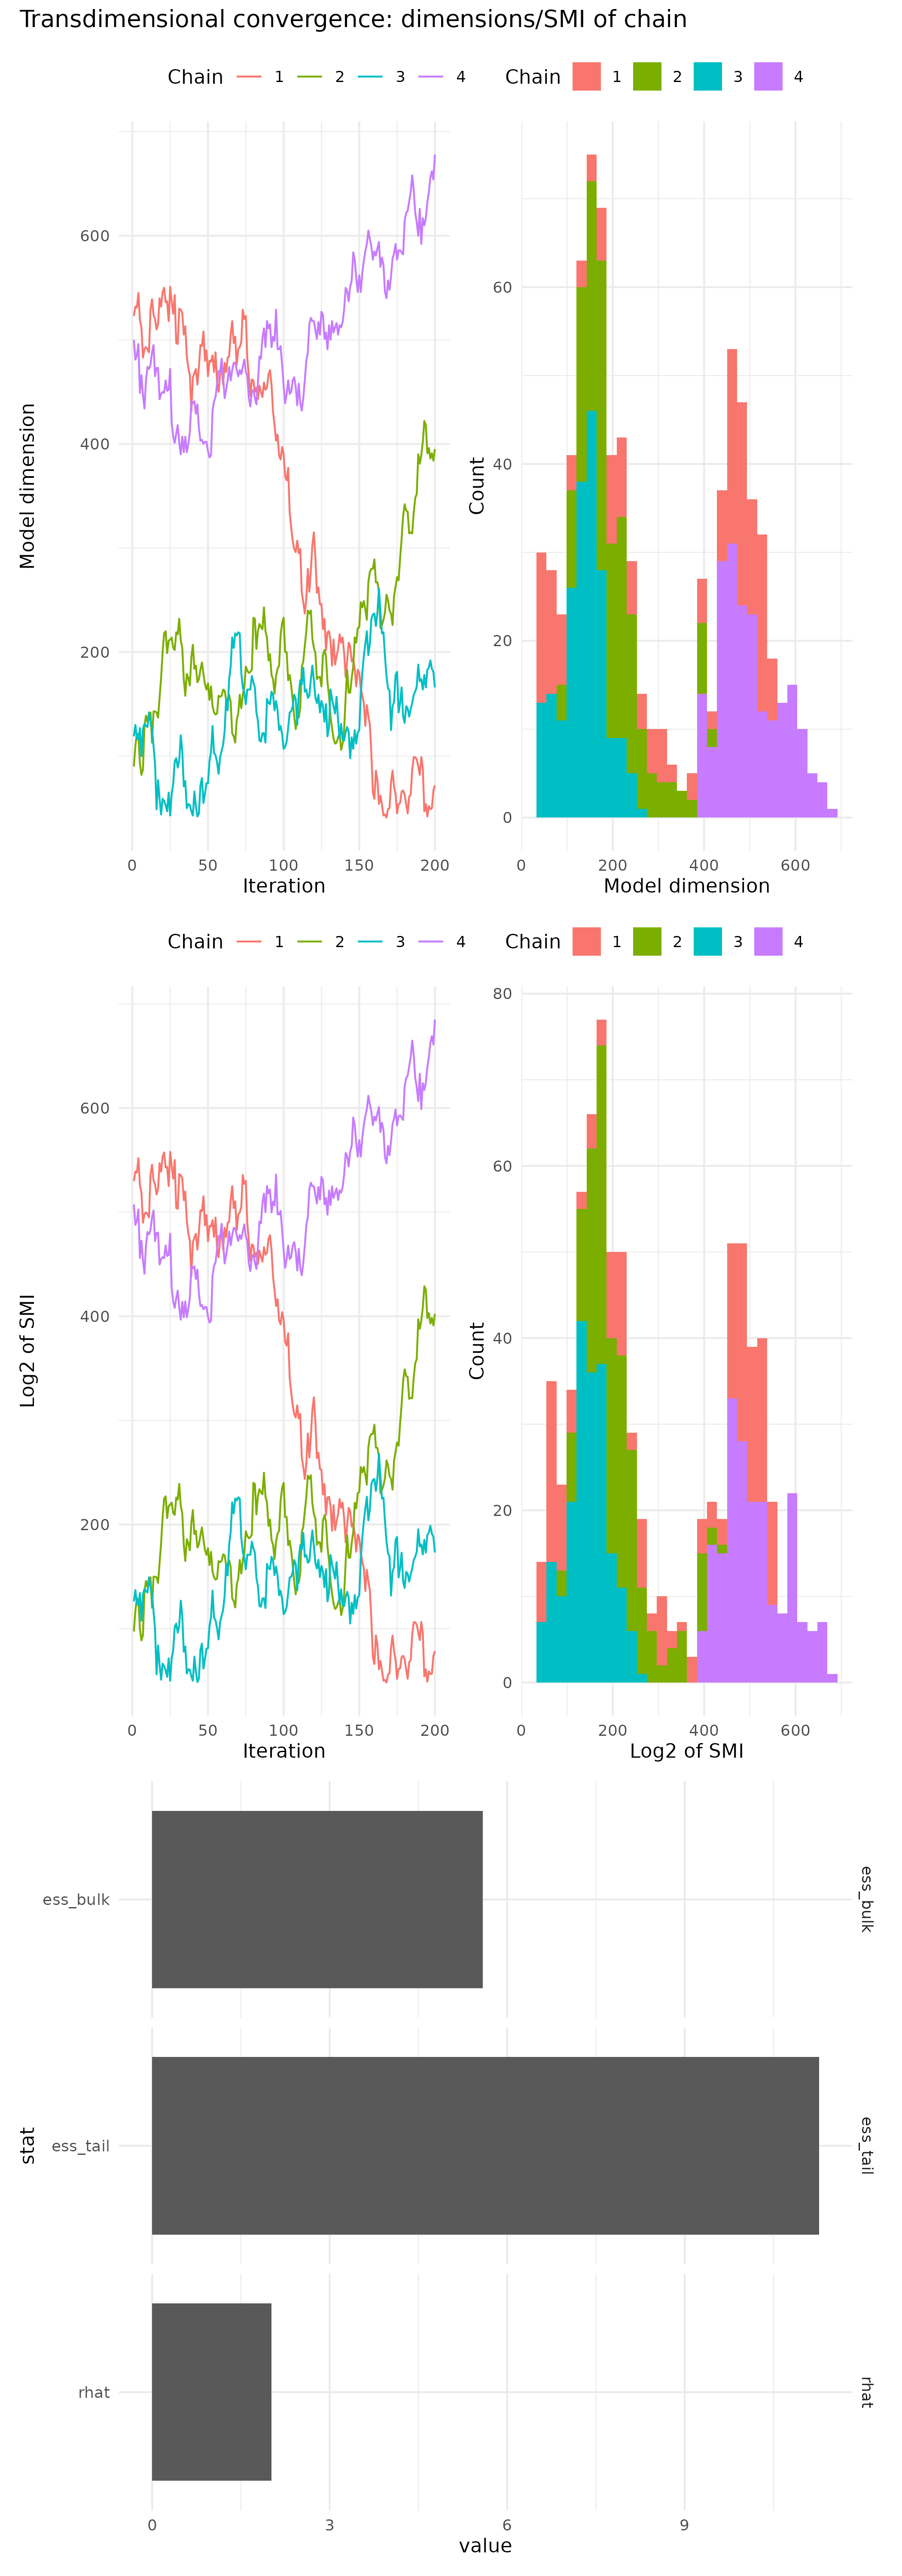 Transdimensional convergence: dimensions/SMI of chain
Chain 1 2 3 4
Chain 1 2 3 4
Model dimension
600
400
200
0 50 100 150 200
Iteration
Count
60
40
20
0
0 200 400 600
Model dimension
Chain 1 2 3 4
Chain 1 2 3 4
Log2 of SMI
600
400
200
0 50 100 150 200
Iteration
Count
80
60
40
20
0
0 200 400 600
Log2 of SMI
stat
ess_bulk
ess_bulk
ess_tail
ess_tail
rhat
rhat
0 3 6 9
value